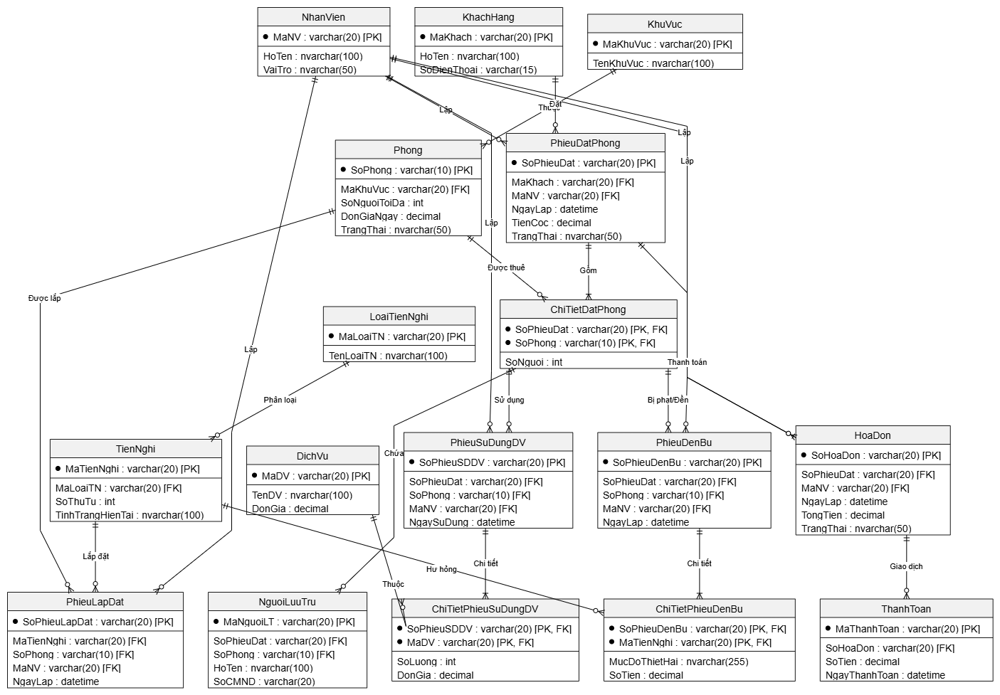 NhanVien
MaNV : varchar(20) [PK]
HoTen : nvarchar(100)
VaiTro : nvarchar(50)
KhachHang
MaKhach : varchar(20) [PK]
HoTen : nvarchar(100)
SoDienThoai : varchar(15)
KhuVuc
MaKhuVuc : varchar(20) [PK]
TenKhuVuc : nvarchar(100)
Lập
Đặt
Lập
Lập
Phong
SoPhong : varchar(10) [PK]
MaKhuVuc : varchar(20) [FK]
SoNguoiToiDa : int
DonGiaNgay : decimal
TrangThai : nvarchar(50)
PhieuDatPhong
SoPhieuDat : varchar(20) [PK]
MaKhach : varchar(20) [FK]
MaNV : varchar(20) [FK]
NgayLap : datetime
TienCoc : decimal
TrangThai : nvarchar(50)
Lập
Được thuê
Gồm
Được lắp
LoaiTienNghi
MaLoaiTN : varchar(20) [PK]
TenLoaiTN : nvarchar(100)
ChiTietDatPhong
SoPhieuDat : varchar(20) [PK, FK]
SoPhong : varchar(10) [PK, FK]
SoNguoi : int
Lập
Thanh toán
Phân loại
Sử dụng
Bị phạt/Đền
TienNghi
MaTienNghi : varchar(20) [PK]
MaLoaiTN : varchar(20) [FK]
SoThuTu : int
TinhTrangHienTai : nvarchar(100)
DichVu
MaDV : varchar(20) [PK]
TenDV : nvarchar(100)
DonGia : decimal
Chứa
PhieuSuDungDV
SoPhieuSDDV : varchar(20) [PK]
SoPhieuDat : varchar(20) [FK]
SoPhong : varchar(10) [FK]
MaNV : varchar(20) [FK]
NgaySuDung : datetime
PhieuDenBu
SoPhieuDenBu : varchar(20) [PK]
SoPhieuDat : varchar(20) [FK]
SoPhong : varchar(10) [FK]
MaNV : varchar(20) [FK]
NgayLap : datetime
HoaDon
SoHoaDon : varchar(20) [PK]
SoPhieuDat : varchar(20) [FK]
MaNV : varchar(20) [FK]
NgayLap : datetime
TongTien : decimal
TrangThai : nvarchar(50)
Lắp đặt
Hư hỏng
Chi tiết
Chi tiết
Giao dịch
Thuộc
PhieuLapDat
SoPhieuLapDat : varchar(20) [PK]
MaTienNghi : varchar(20) [FK]
SoPhong : varchar(10) [FK]
MaNV : varchar(20) [FK]
NgayLap : datetime
NguoiLuuTru
MaNguoiLT : varchar(20) [PK]
SoPhieuDat : varchar(20) [FK]
SoPhong : varchar(10) [FK]
HoTen : nvarchar(100)
SoCMND : varchar(20)
ChiTietPhieuSuDungDV
SoPhieuSDDV : varchar(20) [PK, FK]
MaDV : varchar(20) [PK, FK]
SoLuong : int
DonGia : decimal
ChiTietPhieuDenBu
SoPhieuDenBu : varchar(20) [PK, FK]
MaTienNghi : varchar(20) [PK, FK]
MucDoThietHai : nvarchar(255)
SoTien : decimal
ThanhToan
MaThanhToan : varchar(20) [PK]
SoHoaDon : varchar(20) [FK]
SoTien : decimal
NgayThanhToan : datetime